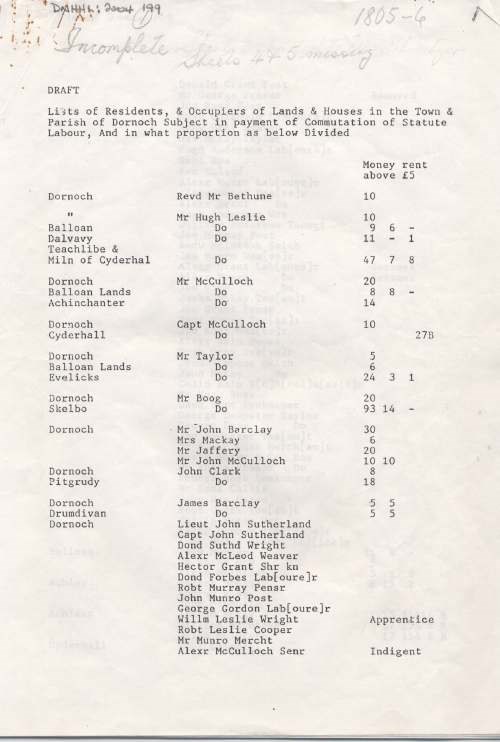 DNHHL: 2004 199
1805-6
Incomplete
Sheets 4 & 5 missing
DRAFT
Lists of Residents, & Occupiers of Lands & Houses in the Town &
Parish of Dornoch Subject in payment of Commutation of Statute
Labour, And in what proportion as below Divided
Money rent
above £5
Dornoch Revd Mr Bethune 10
" Mr Hugh Leslie 10
Balloan Do 9 6 -
Dalvavy Do 11 - 1
Teachlibe &
Miln of Cyderhal Do 47 7 8
Dornoch Mr McCulloch 20
Balloan Lands Do 8 8 -
Achinchanter Do 14
Dornoch Capt McCulloch 10
Cyderhall Do 27B
Dornoch Mr Taylor 5
Balloan Lands Do 6
Evelicks Do 24 3 1
Dornoch Mr Boog 20
Skelbo Do 93 14 -
Dornoch Mr John Barclay 30
Mrs Mackay 6
Mr Jaffery 20
Mr John McCulloch 10 10
Dornoch John Clark 8
Pitgrudy Do 18
Dornoch James Barclay 5 5
Drumdivan Do 5 5
Dornoch Lieut John Sutherland
Capt John Sutherland
Dond Suthd Wright
Alexr McLeod Weaver
Hector Grant Shr kn
Dond Forbes Lab[oure]r
Robt Murray Pensr
John Munro Post
George Gordon Lab[oure]r
Willm Leslie Wright Apprentice
Robt Leslie Cooper
Mr Munro Mercht
Alexr McCulloch Senr Indigent